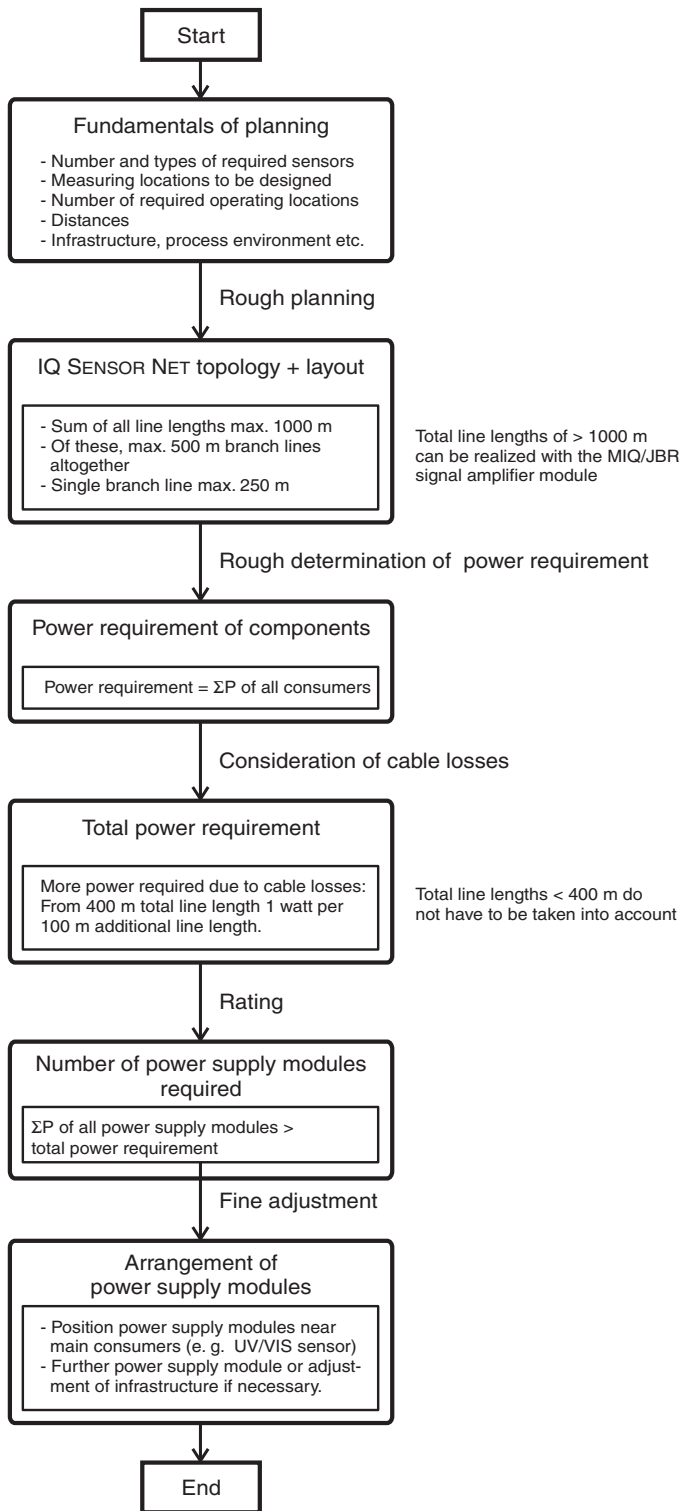 Start
Fundamentals of planning
- Number and types of required sensors
- Measuring locations to be designed
- Number of required operating locations
- Distances
- Infrastructure, process environment etc.
Rough planning
IQ SENSOR NET topology + layout
- Sum of all line lengths max. 1000 m
- Of these, max. 500 m branch lines
altogether
- Single branch line max. 250 m
Total line lengths of > 1000 m
can be realized with the MIQ/JBR
signal amplifier module
Rough determination of power requirement
Power requirement of components
Power requirement = ΣP of all consumers
Consideration of cable losses
Total power requirement
More power required due to cable losses:
From 400 m total line length 1 watt per
100 m additional line length.
Total line lengths < 400 m do
not have to be taken into account
Rating
Number of power supply modules
required
ΣP of all power supply modules >
total power requirement
Fine adjustment
Arrangement of
power supply modules
- Position power supply modules near
main consumers (e. g. UV/VIS sensor)
- Further power supply module or adjust-
ment of infrastructure if necessary.
End